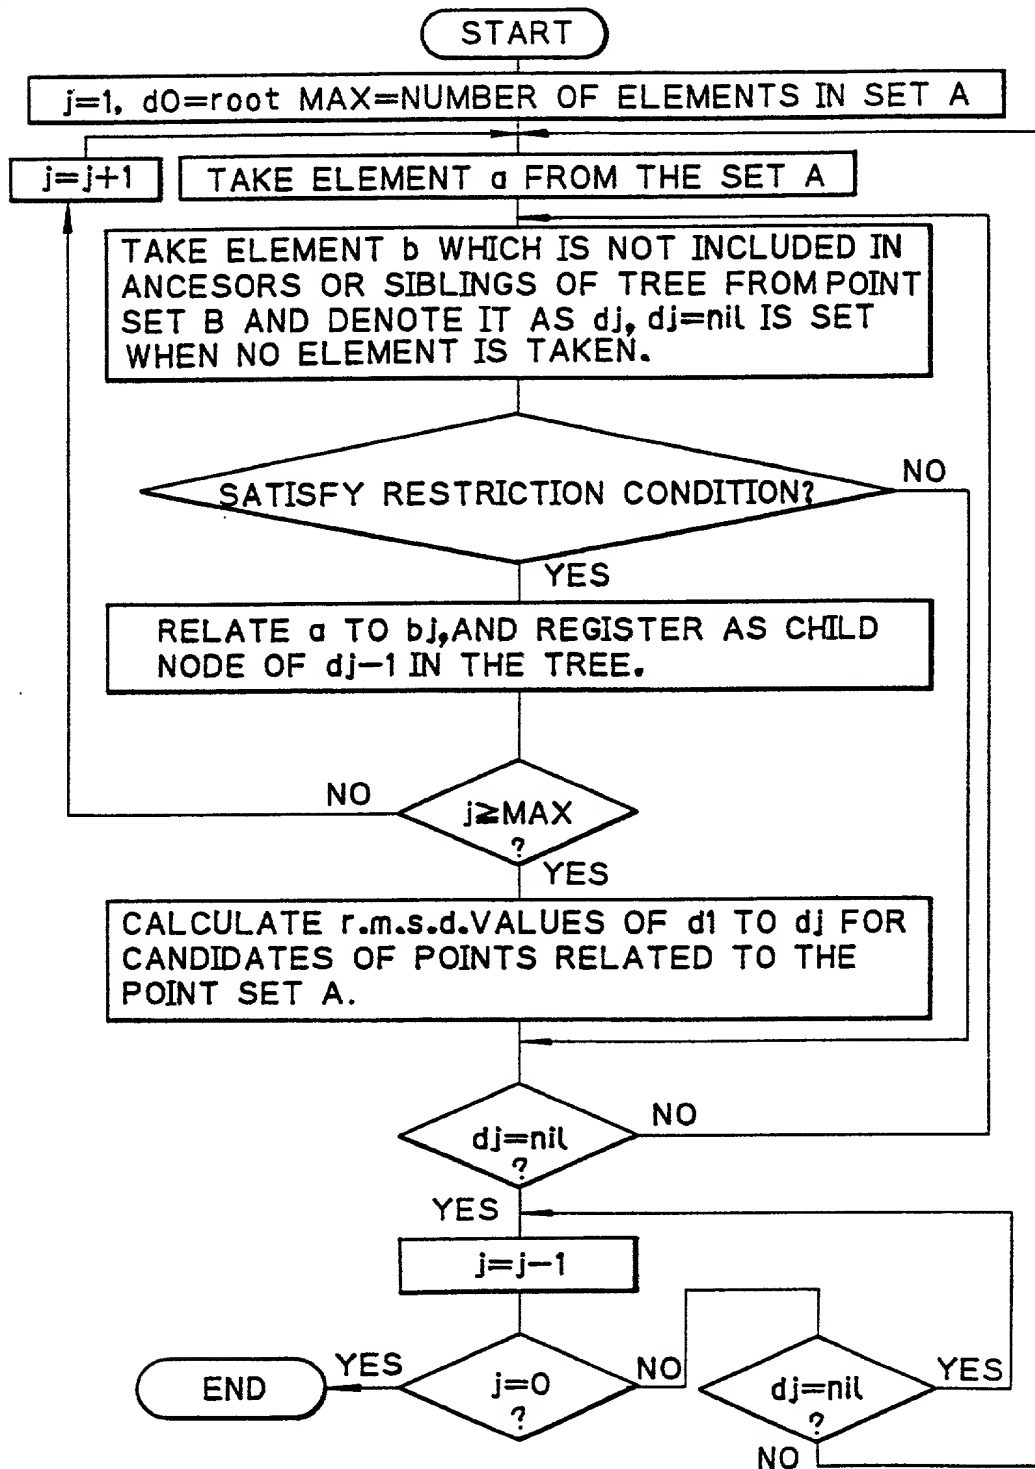 START
j=1, d0=root MAX=NUMBER OF ELEMENTS IN SET A
j=j+1
TAKE ELEMENT a FROM THE SET A
TAKE ELEMENT b WHICH IS NOT INCLUDED IN
ANCESORS OR SIBLINGS OF TREE FROM POINT
SET B AND DENOTE IT AS dj, dj=nil IS SET
WHEN NO ELEMENT IS TAKEN.
SATISFY RESTRICTION CONDITION?
NO
YES
RELATE a TO bj,AND REGISTER AS CHILD
NODE OF dj-1 IN THE TREE.
NO
j≧MAX
?
YES
CALCULATE r.m.s.d.VALUES OF d1 TO dj FOR
CANDIDATES OF POINTS RELATED TO THE
POINT SET A.
dj=nil
?
NO
YES
j=j-1
END
YES
j=0
?
NO
dj=nil
?
YES
NO